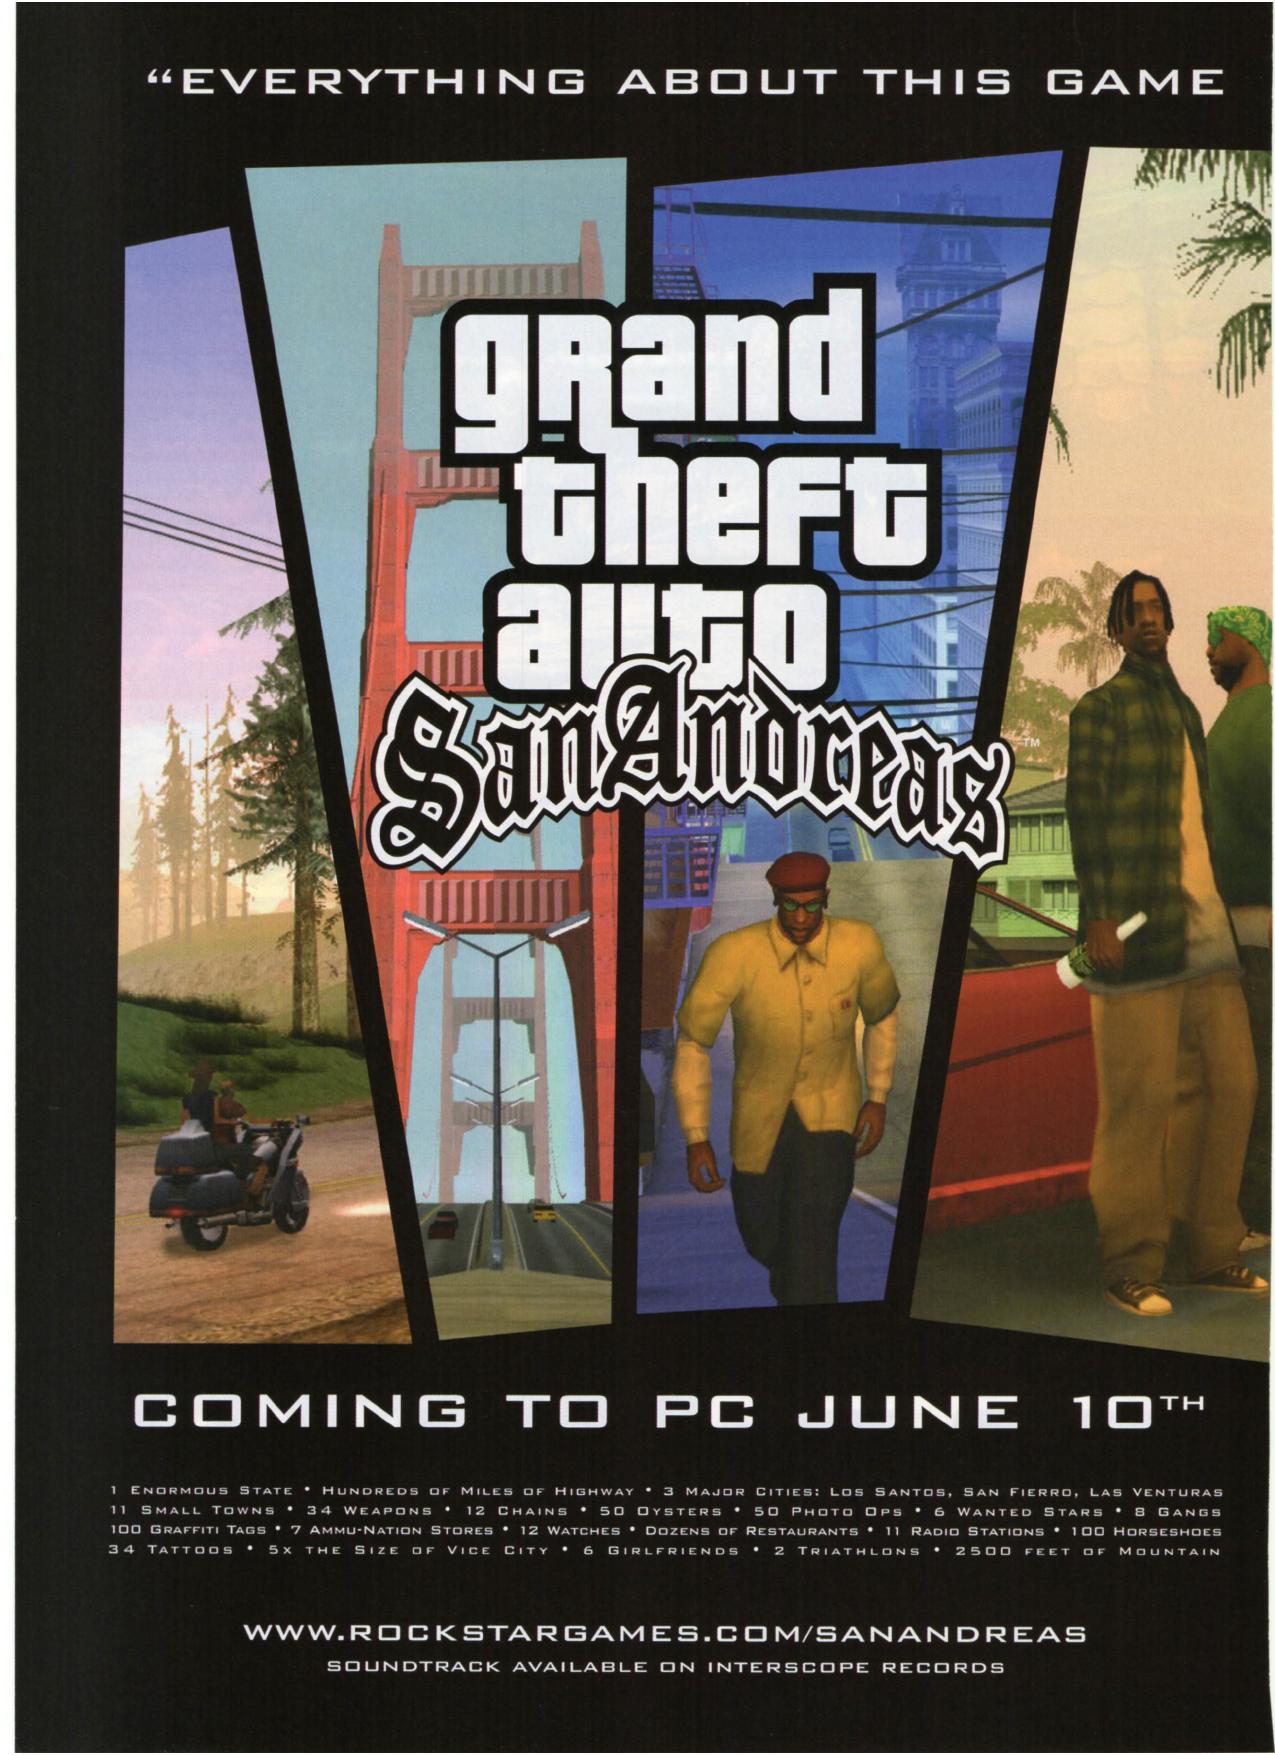 “EVERYTHING ABOUT THIS GAME
grand
theft
auto
San Andreas
TM
COMING TO PC JUNE 10TH
1 ENORMOUS STATE • HUNDREDS OF MILES OF HIGHWAY • 3 MAJOR CITIES: LOS SANTOS, SAN FIERRO, LAS VENTURAS
11 SMALL TOWNS • 34 WEAPONS • 12 CHAINS • 50 OYSTERS • 50 PHOTO OPS • 6 WANTED STARS • 8 GANGS
100 GRAFFITI TAGS • 7 AMMU-NATION STORES • 12 WATCHES • DOZENS OF RESTAURANTS • 11 RADIO STATIONS • 100 HORSESHOES
34 TATTOOS • 5X THE SIZE OF VICE CITY • 6 GIRLFRIENDS • 2 TRIATHLONS • 2500 FEET OF MOUNTAIN
WWW.ROCKSTARGAMES.COM/SANANDREAS
SOUNDTRACK AVAILABLE ON INTERSCOPE RECORDS